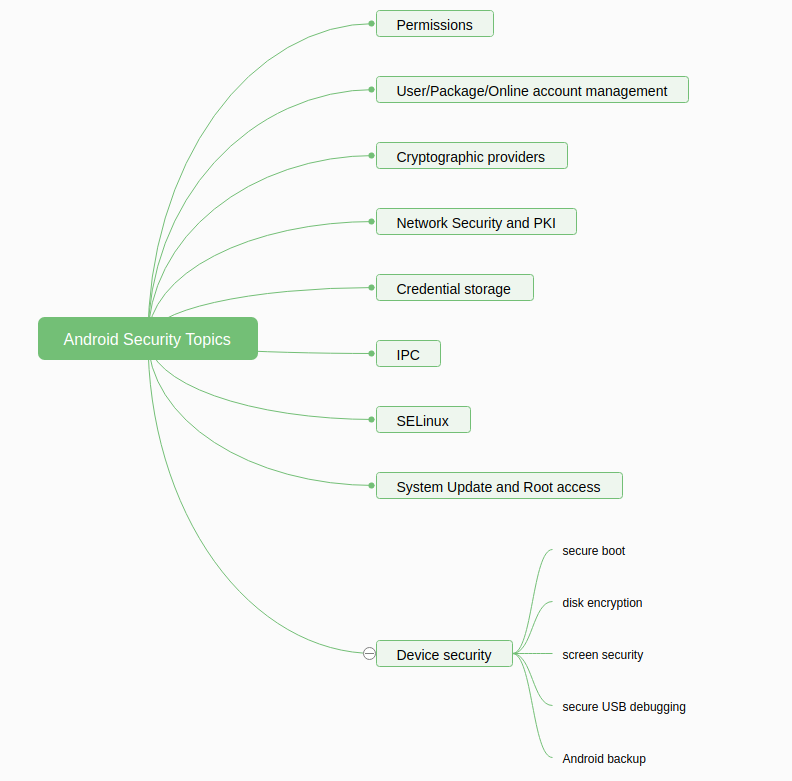 Permissions
User/Package/Online account management
Cryptographic providers
Network Security and PKI
Credential storage
Android Security Topics
IPC
SELinux
System Update and Root access
Device security
secure boot
disk encryption
screen security
secure USB debugging
Android backup